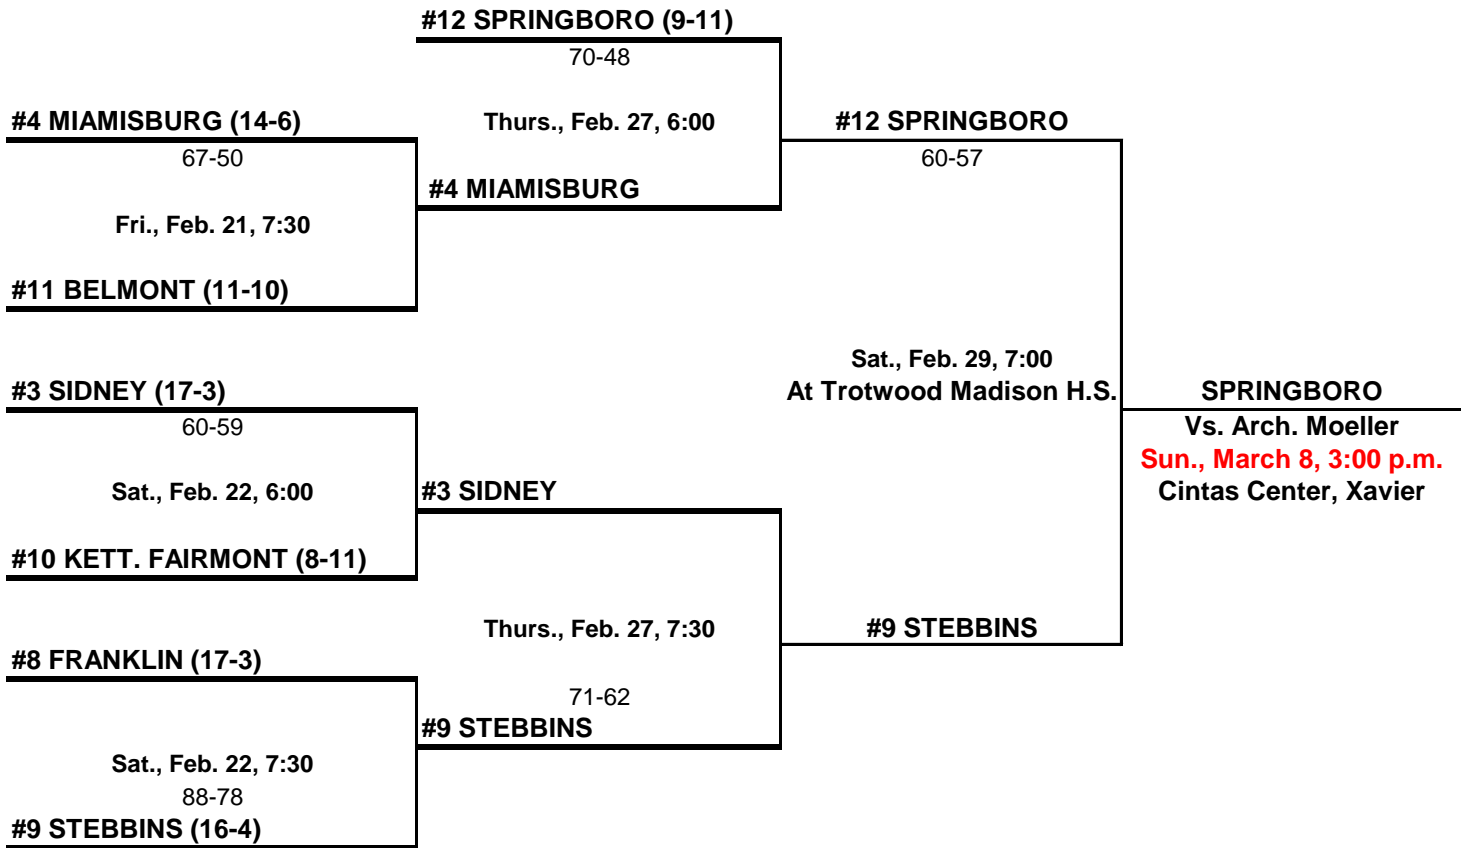 #12 SPRINGBORO (9-11)
70-48
#4 MIAMISBURG (14-6)
Thurs., Feb. 27, 6:00
#12 SPRINGBORO
67-50
60-57
#4 MIAMISBURG
Fri., Feb. 21, 7:30
#11 BELMONT (11-10)
Sat., Feb. 29, 7:00
#3 SIDNEY (17-3)
At Trotwood Madison H.S.
SPRINGBORO
60-59
Vs. Arch. Moeller
Sun., March 8, 3:00 p.m.
Sat., Feb. 22, 6:00
#3 SIDNEY
Cintas Center, Xavier
#10 KETT. FAIRMONT (8-11)
Thurs., Feb. 27, 7:30
#9 STEBBINS
#8 FRANKLIN (17-3)
71-62
#9 STEBBINS
Sat., Feb. 22, 7:30
88-78
#9 STEBBINS (16-4)